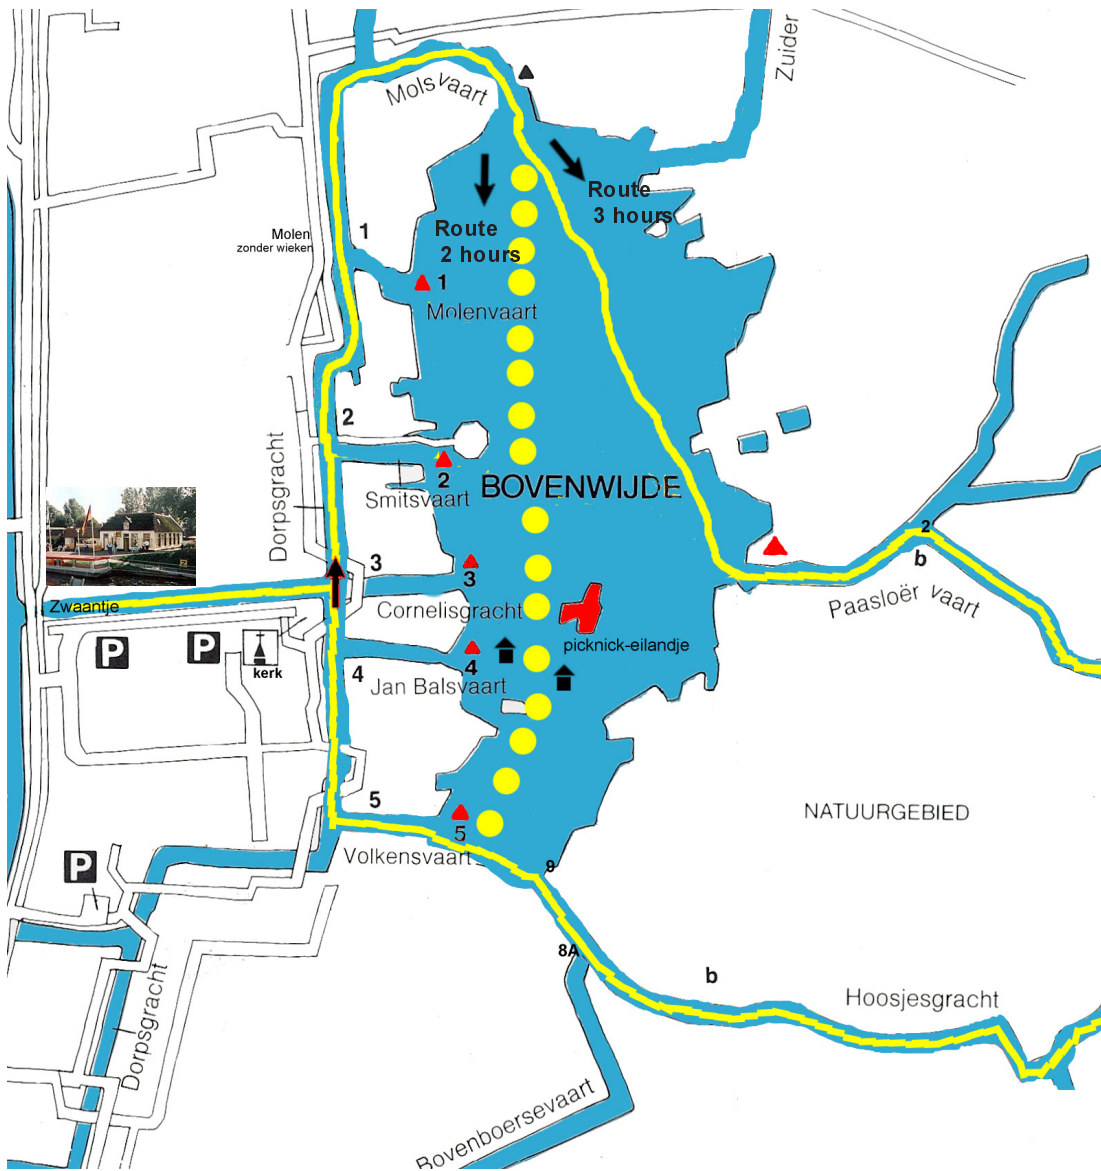 Zuider
Molsvaart
Route
3 hours
Route
2 hours
1
Molen
zonder wieken
1
Molenvaart
2
Dorpsgracht
2
Smitsvaart
BOVENWIJDE
2
b
3
3
Zwaantje
Cornelisgracht
Paasloër vaart
P
P
kerk
picknick-eilandje
4
4
Jan Balsvaart
5
5
NATUURGEBIED
Volkensvaart
P
9
8A
b
Hoosjesgracht
Dorpsgracht
Bovenboersevaart